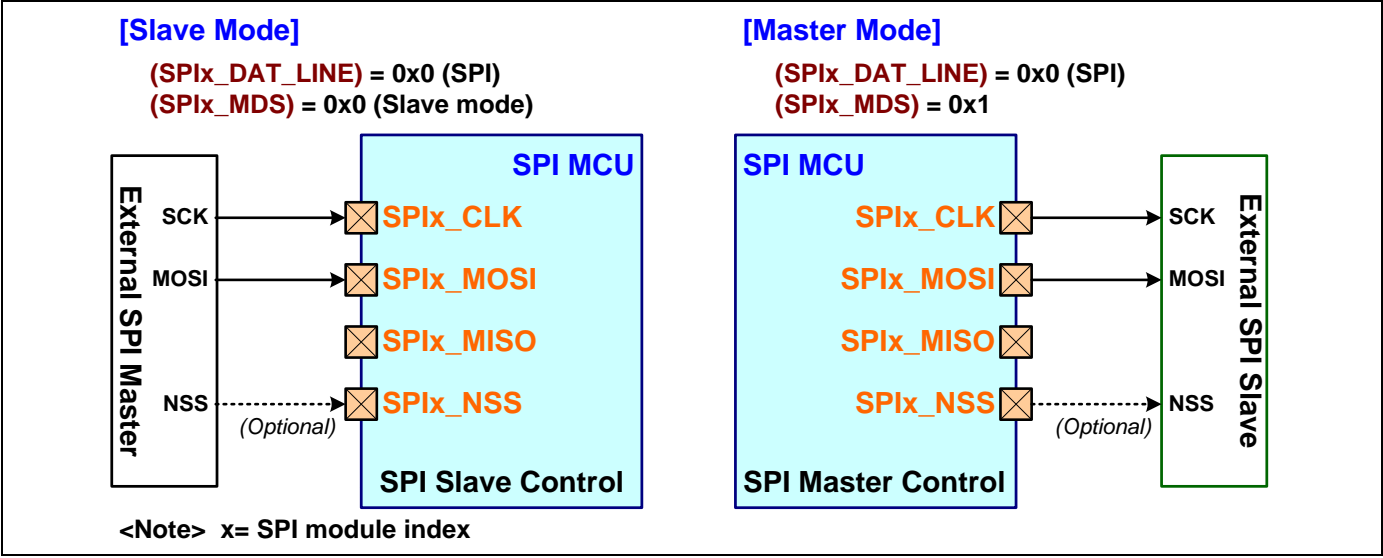 [Slave Mode]
(SPIx_DAT_LINE) = 0x0 (SPI)
(SPIx_MDS) = 0x0 (Slave mode)
External SPI Master
SCK
MOSI
NSS
(Optional)
SPI MCU
SPIx_CLK
SPIx_MOSI
SPIx_MISO
SPIx_NSS
SPI Slave Control
[Master Mode]
(SPIx_DAT_LINE) = 0x0 (SPI)
(SPIx_MDS) = 0x1
SPI MCU
SPIx_CLK
SPIx_MOSI
SPIx_MISO
SPIx_NSS
SPI Master Control
(Optional)
SCK
MOSI
NSS
External SPI Slave
<Note> x= SPI module index